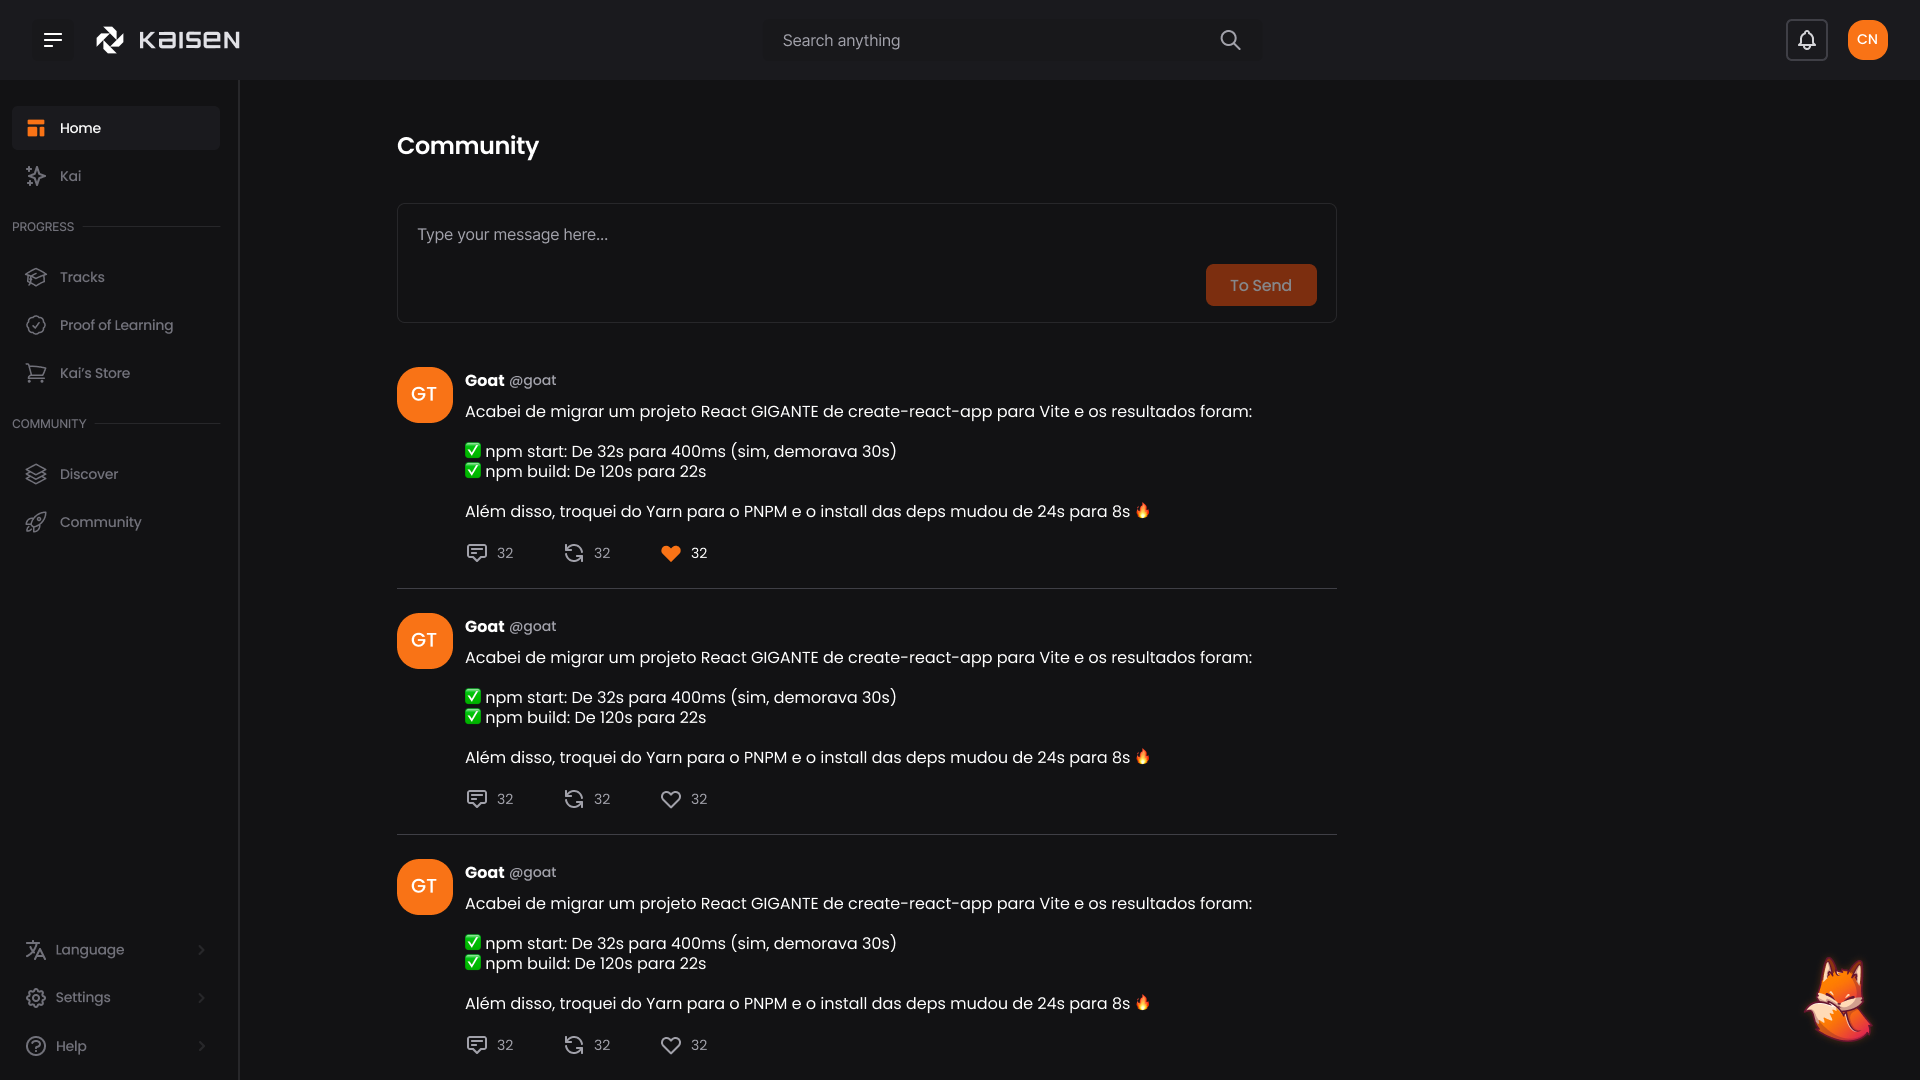 KAISEN
Search anything
CN
Home
Kai
PROGRESS
Tracks
Proof of Learning
Kai's Store
COMMUNITY
Discover
Community
Language
Settings
Help
Community
Type your message here...
To Send
GT
Goat @goat
Acabei de migrar um projeto React GIGANTE de create-react-app para Vite e os resultados foram:
✅ npm start: De 32s para 400ms (sim, demorava 30s)
✅ npm build: De 120s para 22s
Além disso, troquei do Yarn para o PNPM e o install das deps mudou de 24s para 8s 🔥
32 32 32
GT
Goat @goat
Acabei de migrar um projeto React GIGANTE de create-react-app para Vite e os resultados foram:
✅ npm start: De 32s para 400ms (sim, demorava 30s)
✅ npm build: De 120s para 22s
Além disso, troquei do Yarn para o PNPM e o install das deps mudou de 24s para 8s 🔥
32 32 32
GT
Goat @goat
Acabei de migrar um projeto React GIGANTE de create-react-app para Vite e os resultados foram:
✅ npm start: De 32s para 400ms (sim, demorava 30s)
✅ npm build: De 120s para 22s
Além disso, troquei do Yarn para o PNPM e o install das deps mudou de 24s para 8s 🔥
32 32 32